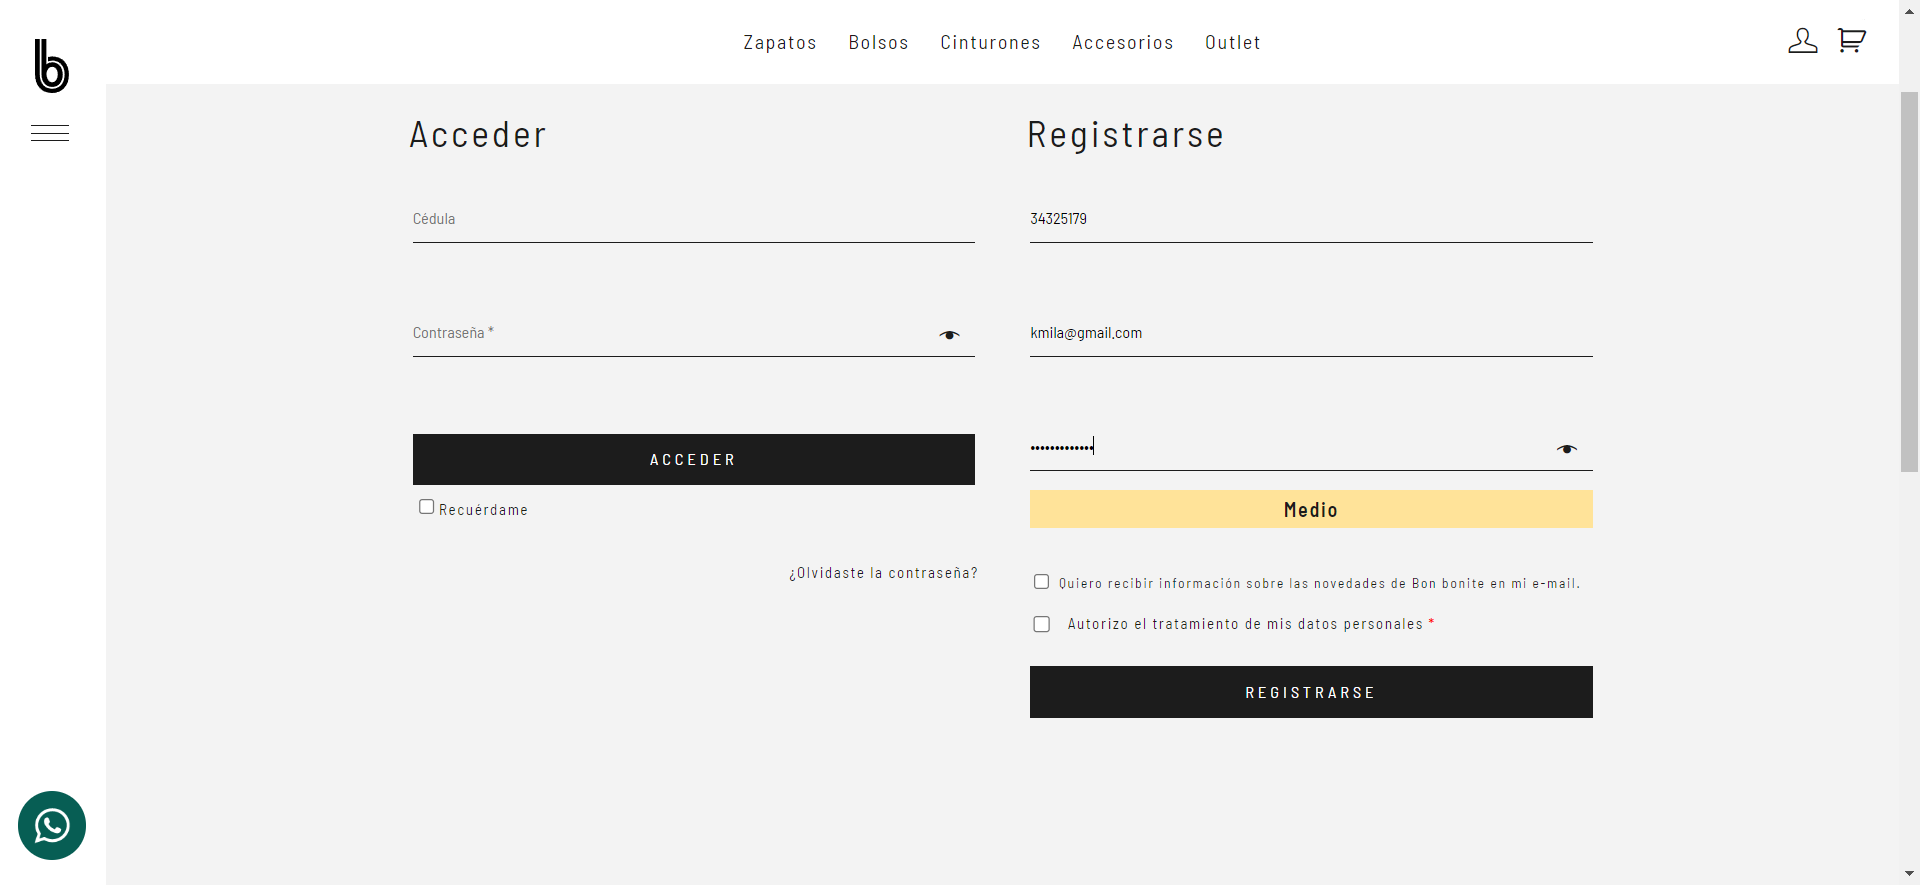 b
Zapatos Bolsos Cinturones Accesorios Outlet
Acceder
Cédula
Contraseña *
ACCEDER
Recuérdame
¿Olvidaste la contraseña?
Registrarse
34325179
kmila@gmail.com
•••••••••••••
Medio
Quiero recibir información sobre las novedades de Bon bonite en mi e-mail.
Autorizo el tratamiento de mis datos personales *
REGISTRARSE